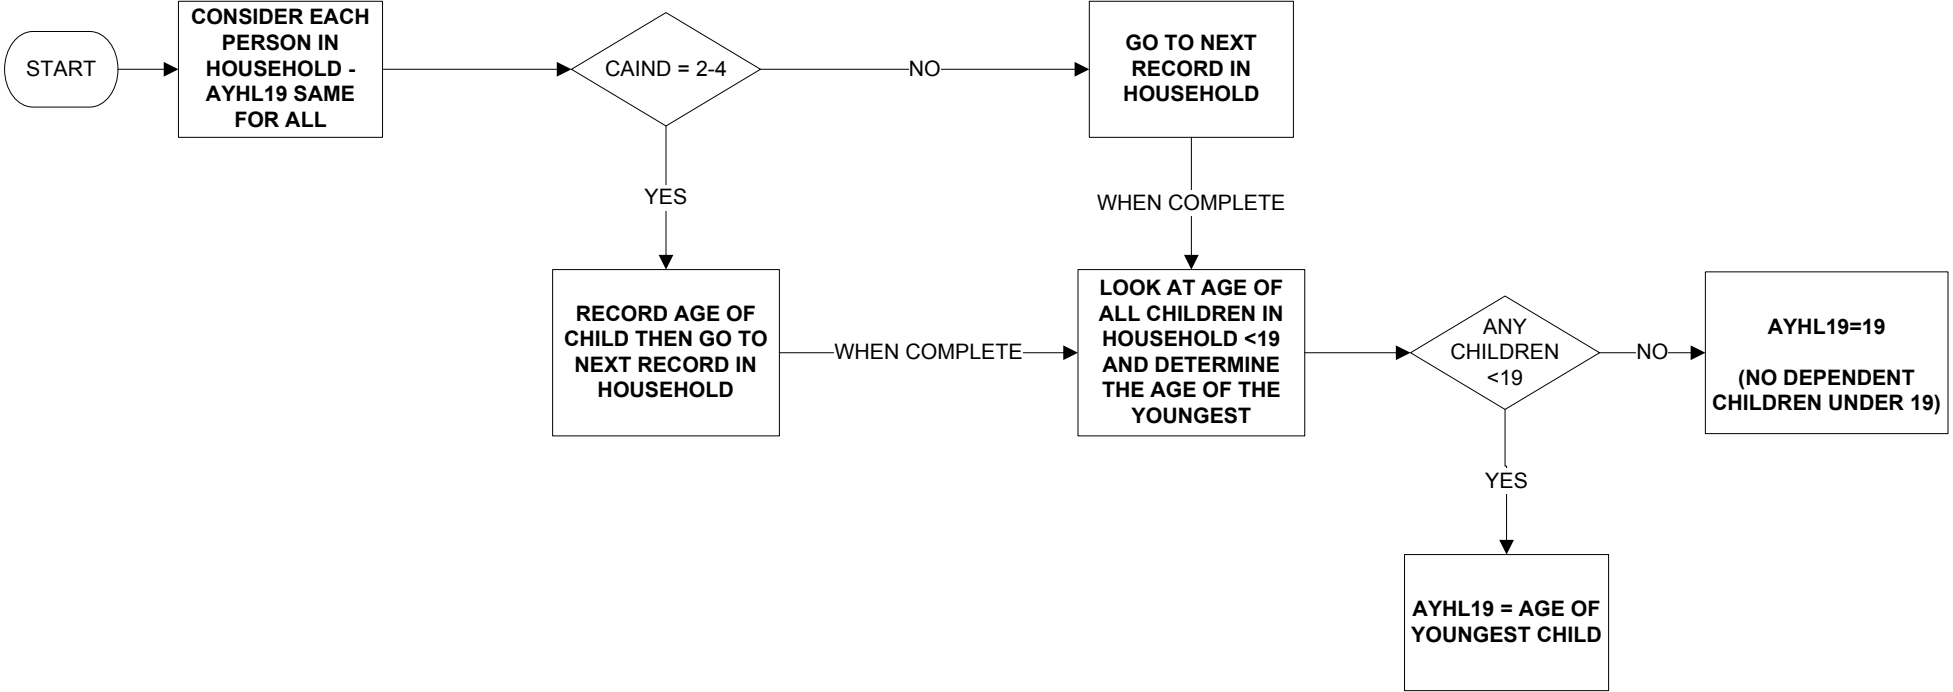 START
CONSIDER EACH
PERSON IN
HOUSEHOLD -
AYHL19 SAME
FOR ALL
CAIND = 2-4
NO
GO TO NEXT
RECORD IN
HOUSEHOLD
YES
WHEN COMPLETE
RECORD AGE OF
CHILD THEN GO TO
NEXT RECORD IN
HOUSEHOLD
WHEN COMPLETE
LOOK AT AGE OF
ALL CHILDREN IN
HOUSEHOLD <19
AND DETERMINE
THE AGE OF THE
YOUNGEST
ANY
CHILDREN
<19
NO
AYHL19=19
(NO DEPENDENT
CHILDREN UNDER 19)
YES
AYHL19 = AGE OF
YOUNGEST CHILD